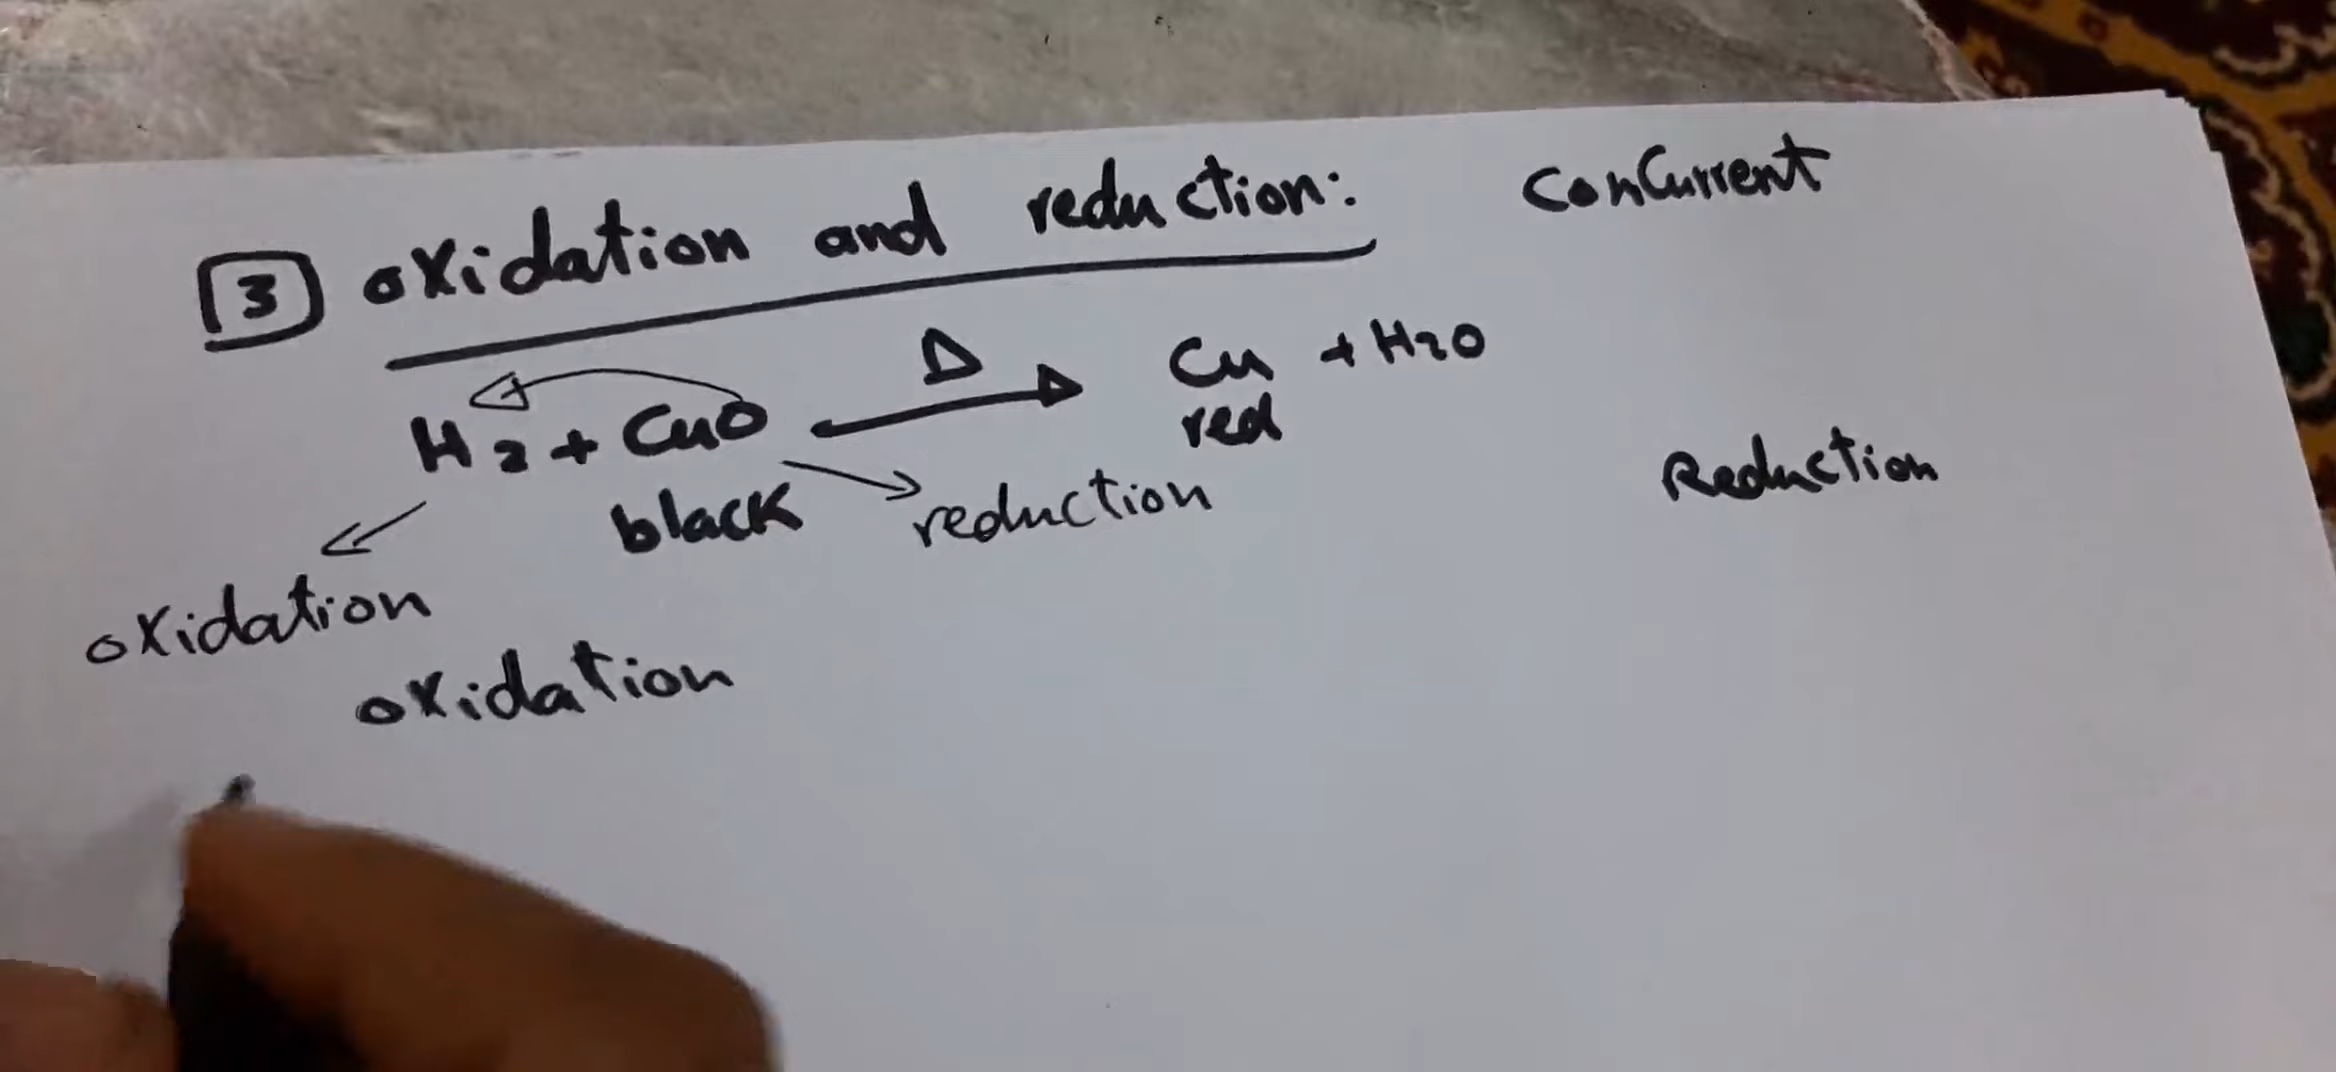 3 oxidation and reduction: ConCurrent
H2 + CuO Δ Cu + H2O
black red
reduction Reduction
oxidation
oxidation